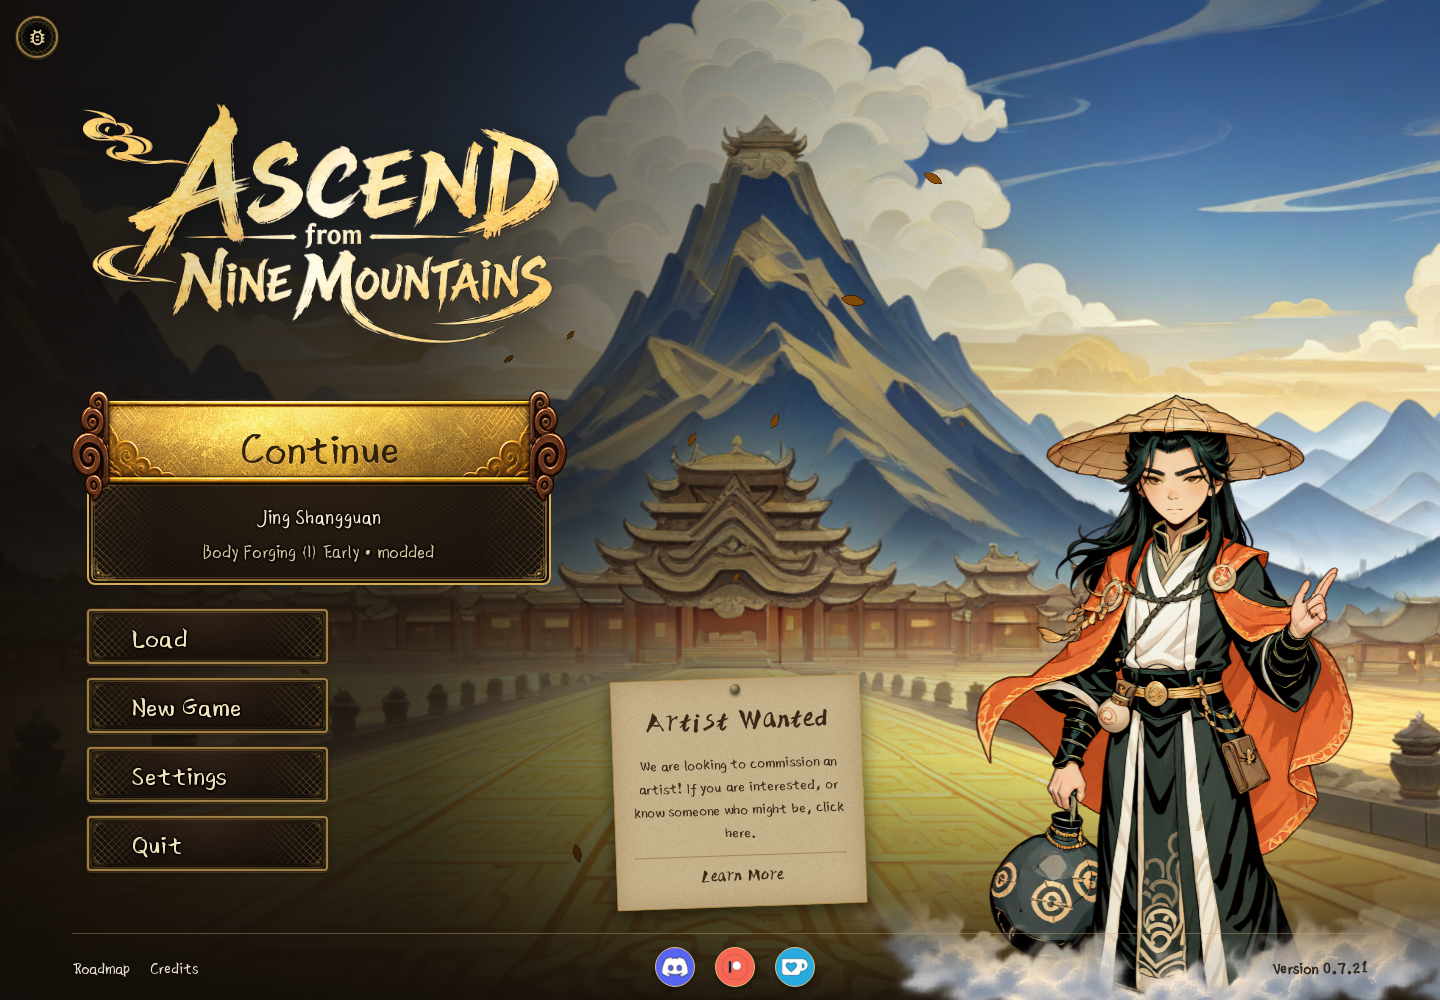 ASCEND
from
NINE MOUNTAINS
Continue
Jing Shangguan
Body Forging (I) Early • modded
Load
New Game
Settings
Quit
Artist Wanted
We are looking to commission an
artist! If you are interested, or
know someone who might be, click
here.
Learn More
Roadmap Credits
Version 0.7.21